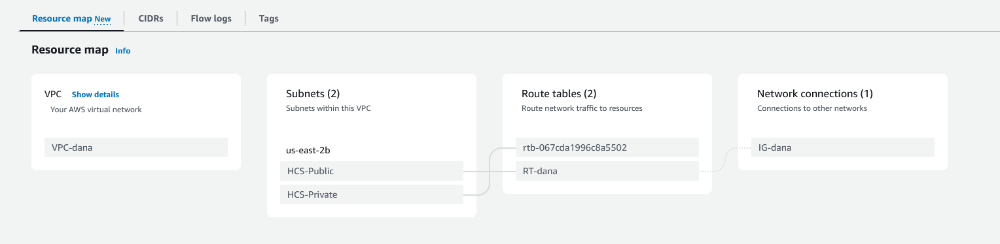 Resource map New
CIDRs
Flow logs
Tags
Resource map Info
VPC Show details
Your AWS virtual network
VPC-dana
Subnets (2)
Subnets within this VPC
us-east-2b
HCS-Public
HCS-Private
Route tables (2)
Route network traffic to resources
rtb-067cda1996c8a5502
RT-dana
Network connections (1)
Connections to other networks
IG-dana